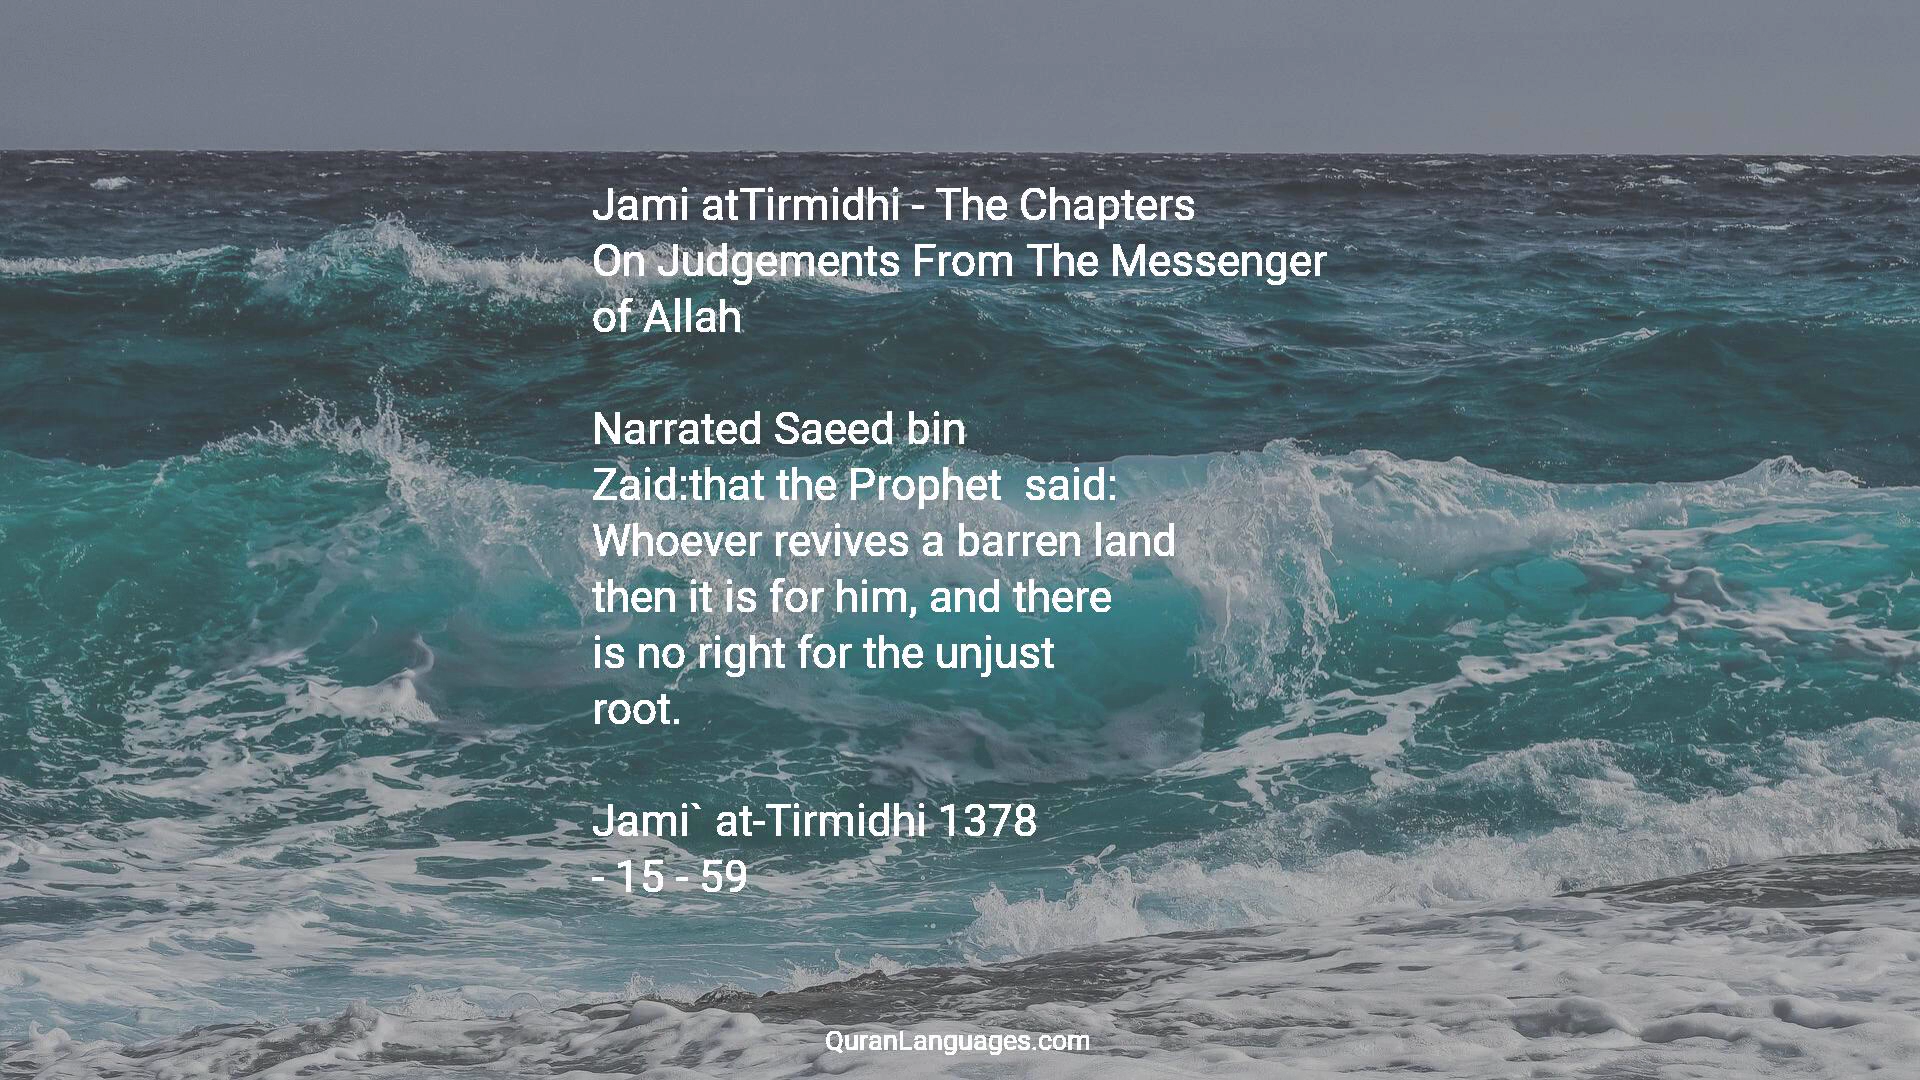 Jami atTirmidhi - The Chapters
On Judgements From The Messenger
of Allah
Narrated Saeed bin
Zaid:that the Prophet  said:
Whoever revives a barren land
then it is for him, and there
is no right for the unjust
root.
Jami` at-Tirmidhi 1378
- 15 - 59
QuranLanguages.com